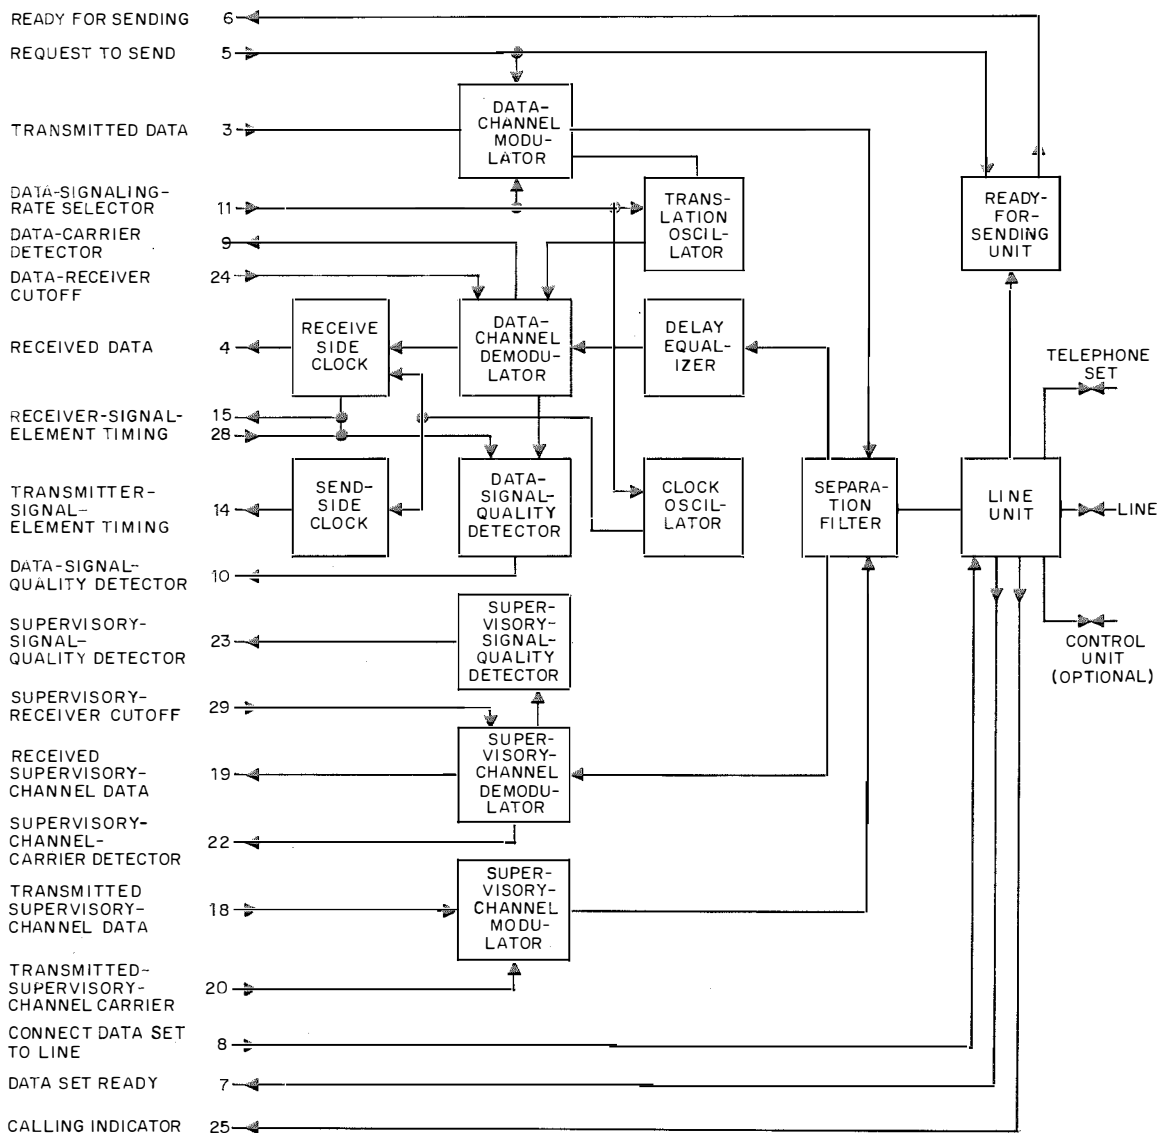 READY FOR SENDING 6
REQUEST TO SEND 5
TRANSMITTED DATA 3
DATA-SIGNALING-
RATE SELECTOR 11
DATA-CARRIER
DETECTOR 9
DATA-RECEIVER
CUTOFF 24
RECEIVED DATA 4
RECEIVER-SIGNAL- 15
ELEMENT TIMING 28
TRANSMITTER-
SIGNAL-
ELEMENT TIMING 14
DATA-SIGNAL-
QUALITY DETECTOR 10
SUPERVISORY-
SIGNAL-
QUALITY DETECTOR 23
SUPERVISORY-
RECEIVER CUTOFF 29
RECEIVED
SUPERVISORY-
CHANNEL DATA 19
SUPERVISORY-
CHANNEL-
CARRIER DETECTOR 22
TRANSMITTED
SUPERVISORY-
CHANNEL DATA 18
TRANSMITTED-
SUPERVISORY-
CHANNEL CARRIER 20
CONNECT DATA SET
TO LINE 8
DATA SET READY 7
CALLING INDICATOR 25
DATA-
CHANNEL
MODU-
LATOR
TRANS-
LATION
OSCIL-
LATOR
READY-
FOR-
SENDING
UNIT
RECEIVE
SIDE
CLOCK
DATA-
CHANNEL
DEMODU-
LATOR
DELAY
EQUAL-
IZER
SEND-
SIDE
CLOCK
DATA-
SIGNAL-
QUALITY
DETECTOR
CLOCK
OSCIL-
LATOR
SEPARA-
TION
FILTER
LINE
UNIT
TELEPHONE
SET
LINE
CONTROL
UNIT
(OPTIONAL)
SUPER-
VISORY-
SIGNAL-
QUALITY
DETECTOR
SUPER-
VISORY-
CHANNEL
DEMODU-
LATOR
SUPER-
VISORY-
CHANNEL
MODU-
LATOR